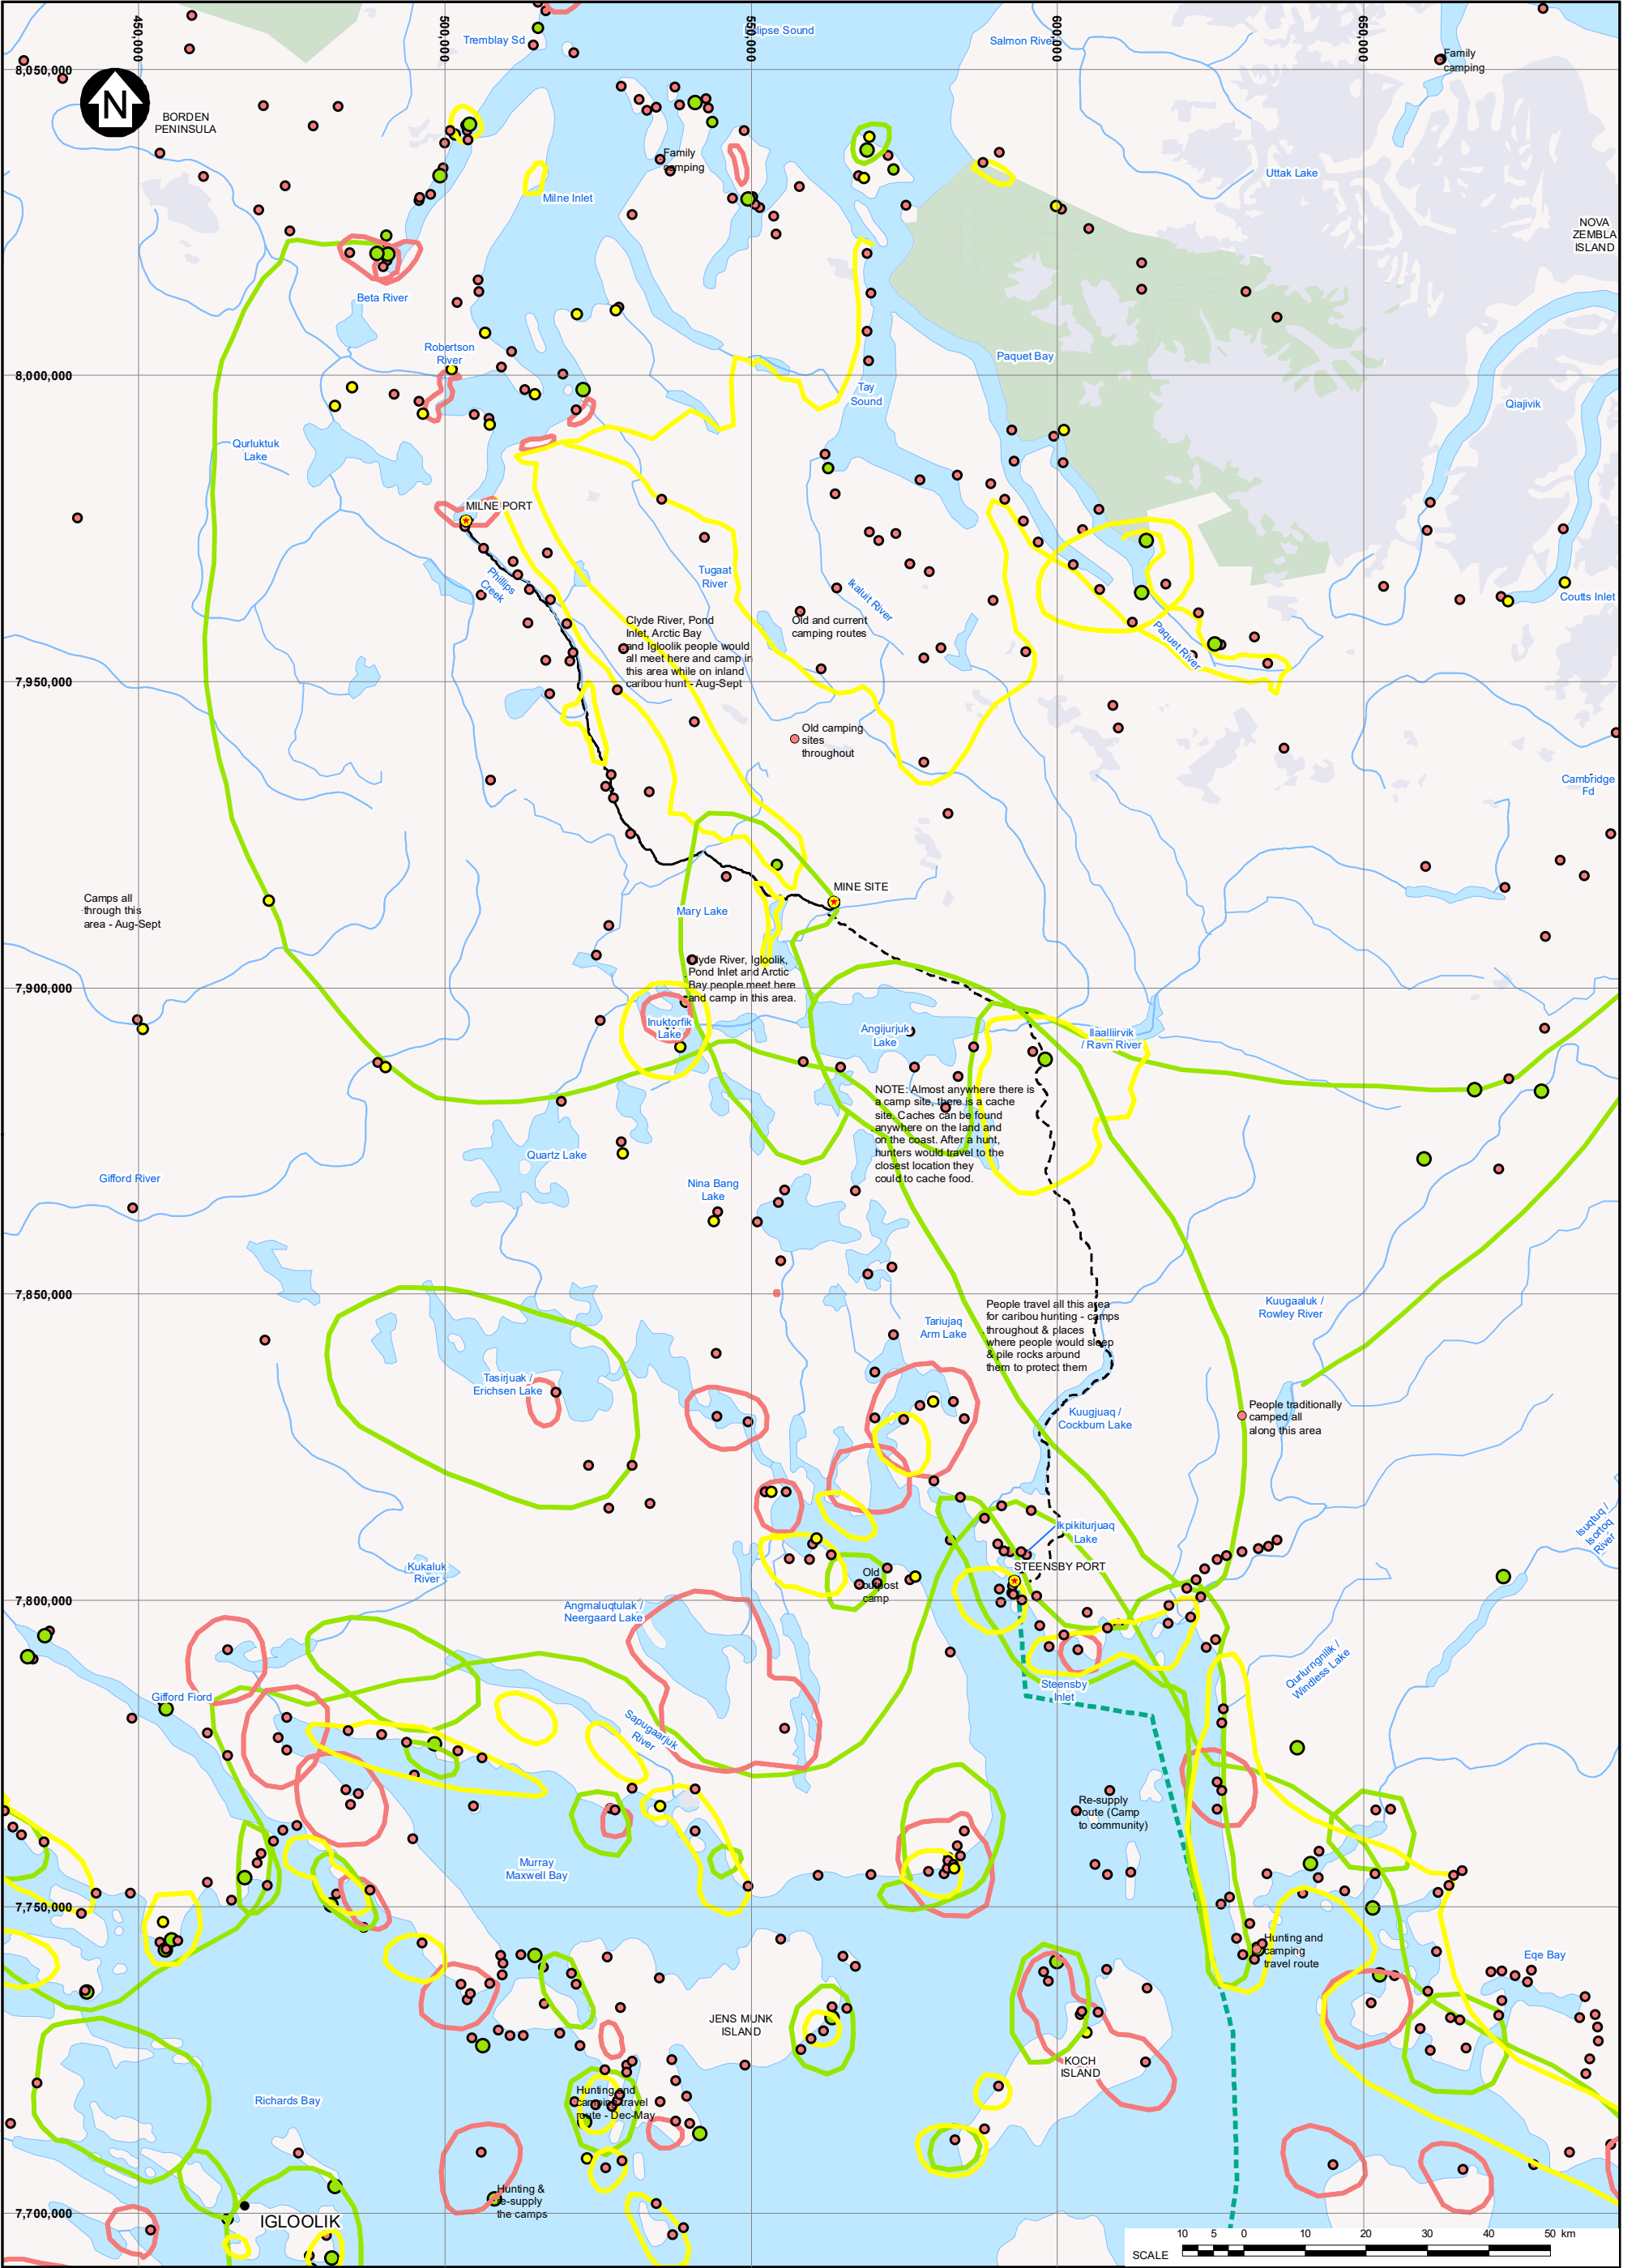 450,000
500,000
550,000
600,000
650,000
Tremblay Sd
Eclipse Sound
Salmon River
Family
camping
8,050,000
N
BORDEN
PENINSULA
Family
camping
Uttak Lake
Milne Inlet
NOVA
ZEMBLA
ISLAND
Beta River
Robertson
River
Paquet Bay
8,000,000
Tay
Sound
Qiajivik
Qurluktuk
Lake
MILNE PORT
Phillips
Creek
Tugaat
River
Ikaluit River
Coutts Inlet
Clyde River, Pond
Inlet, Arctic Bay
and Igloolik people would
all meet here and camp in
this area while on inland
caribou hunt - Aug-Sept
Old and current
camping routes
Paquet River
7,950,000
Old camping
sites
throughout
Cambridge
Fd
MINE SITE
Camps all
through this
area - Aug-Sept
Mary Lake
Clyde River, Igloolik,
Pond Inlet and Arctic
Bay people meet here
and camp in this area.
7,900,000
Inuktorfik
Lake
Angijurjuk
Lake
Ilaalliirvik
/ Ravn River
NOTE: Almost anywhere there is
a camp site, there is a cache
site. Caches can be found
anywhere on the land and
on the coast. After a hunt,
hunters would travel to the
closest location they
could to cache food.
Quartz Lake
Gifford River
Nina Bang
Lake
7,850,000
People travel all this area
for caribou hunting - camps
throughout & places
where people would sleep
& pile rocks around
them to protect them
Kuugaaluk /
Rowley River
Tariujaq
Arm Lake
Tasirjuak /
Erichsen Lake
Kuugjuaq /
Cockburn Lake
People traditionally
camped all
along this area
Isuqtuq /
Isortoq
River
Ikpikiturjuaq
Lake
STEENSBY PORT
Kukaluk
River
Old
outpost
camp
7,800,000
Angmaluqtulak /
Neergaard Lake
Qurlurngnilik /
Windless Lake
Gifford Fiord
Steensby
Inlet
Sapugaarjuk
River
Re-supply
route (Camp
to community)
Murray
Maxwell Bay
7,750,000
Hunting and
camping
travel route
Eqe Bay
JENS MUNK
ISLAND
KOCH
ISLAND
Richards Bay
Hunting and
camping travel
route - Dec-May
Hunting &
re-supply
the camps
7,700,000
IGLOOLIK
10 5 0 10 20 30 40 50 km
SCALE